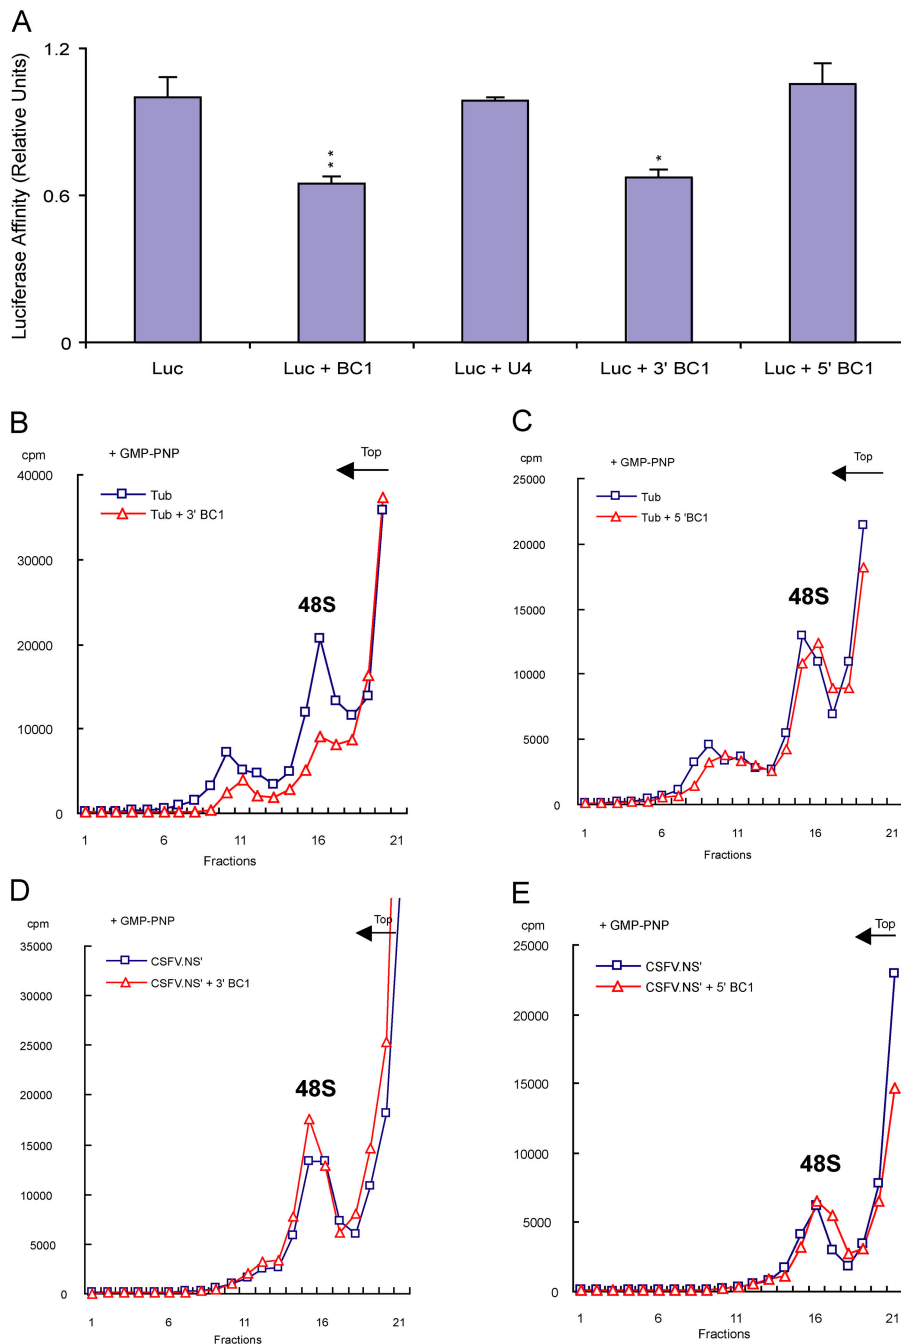 A
Luciferase Affinity (Relative Units)
1.2
0.6
0
* *
*
Luc
Luc + BC1
Luc + U4
Luc + 3' BC1
Luc + 5' BC1
B
cpm
+ GMP-PNP
Top
Tub
Tub + 3' BC1
48S
40000
30000
20000
10000
0
1 6 11 16 21
Fractions
C
cpm
+ GMP-PNP
Top
Tub
Tub + 5 'BC1
48S
25000
20000
15000
10000
5000
0
1 6 11 16 21
Fractions
D
cpm
+ GMP-PNP
Top
CSFV.NS'
CSFV.NS' + 3' BC1
48S
35000
30000
25000
20000
15000
10000
5000
0
1 6 11 16 21
Fractions
E
cpm
+ GMP-PNP
Top
CSFV.NS'
CSFV.NS' + 5' BC1
48S
25000
20000
15000
10000
5000
0
1 6 11 16 21
Fractions